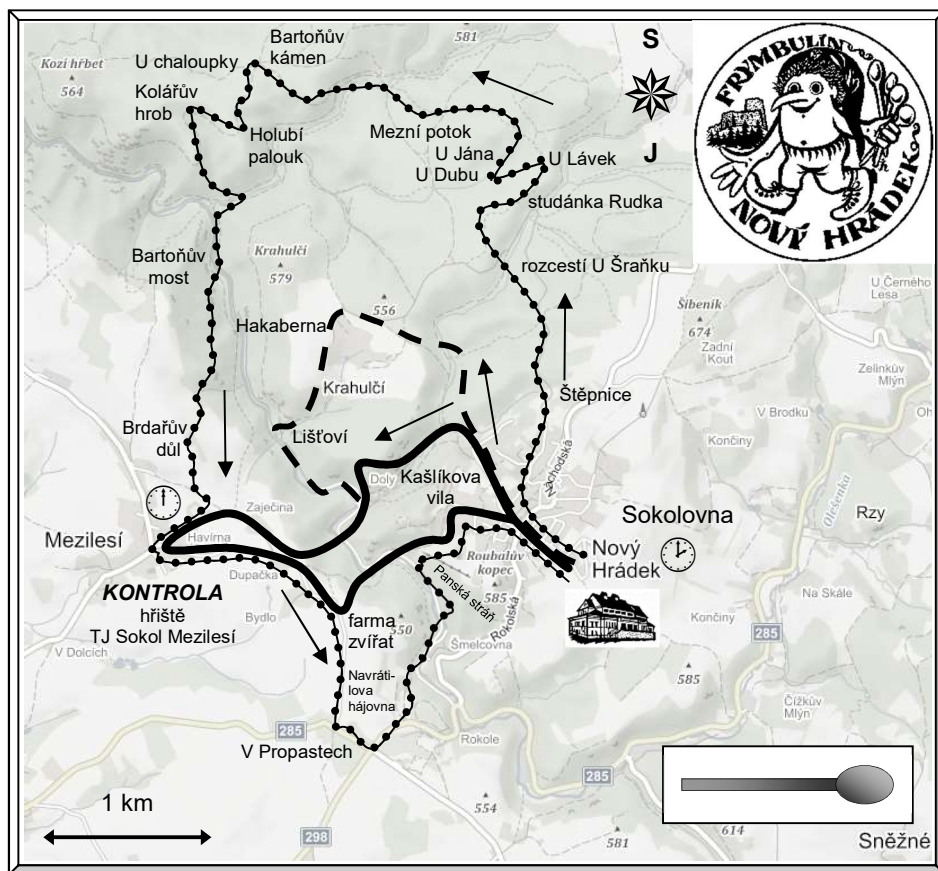 Bartoňův
kámen
581
S
FRYMBULÍN
NOVÝ HRÁDEK
Kozí hřbet
564
U chaloupky
Kolářův
hrob
Holubí
palouk
Mezní potok
U Jána
U Dubu
U Lávek
J
studánka Rudka
Bartoňův
most
Krahulčí
579
rozcestí U Šraňku
U Černého
Lesa
Hakaberna
556
Šibeník
674
Zadní
Kout
Zelinkův
Mlýn
Krahulčí
Štěpnice
V Brodku
Oh
Brdařův
důl
Lišťoví
Končiny
Doly
Kašlíkova
vila
Náchodská
Olešenka
Zaječina
Sokolovna
Rzy
Mezilesí
Havírna
Nový
Hrádek
Roubalův
kopec
585
Dupačka
Panská stráň
Rokolská
Na Skále
KONTROLA
hřiště
TJ Sokol Mezilesí
Bydlo
farma
zvířat
550
Končiny
285
V Dolcích
Šmelcovna
585
Čížkův
Mlýn
Navráti-
lova
hájovna
285
V Propastech
Rokole
285
1 km
554
298
581
614
Sněžné